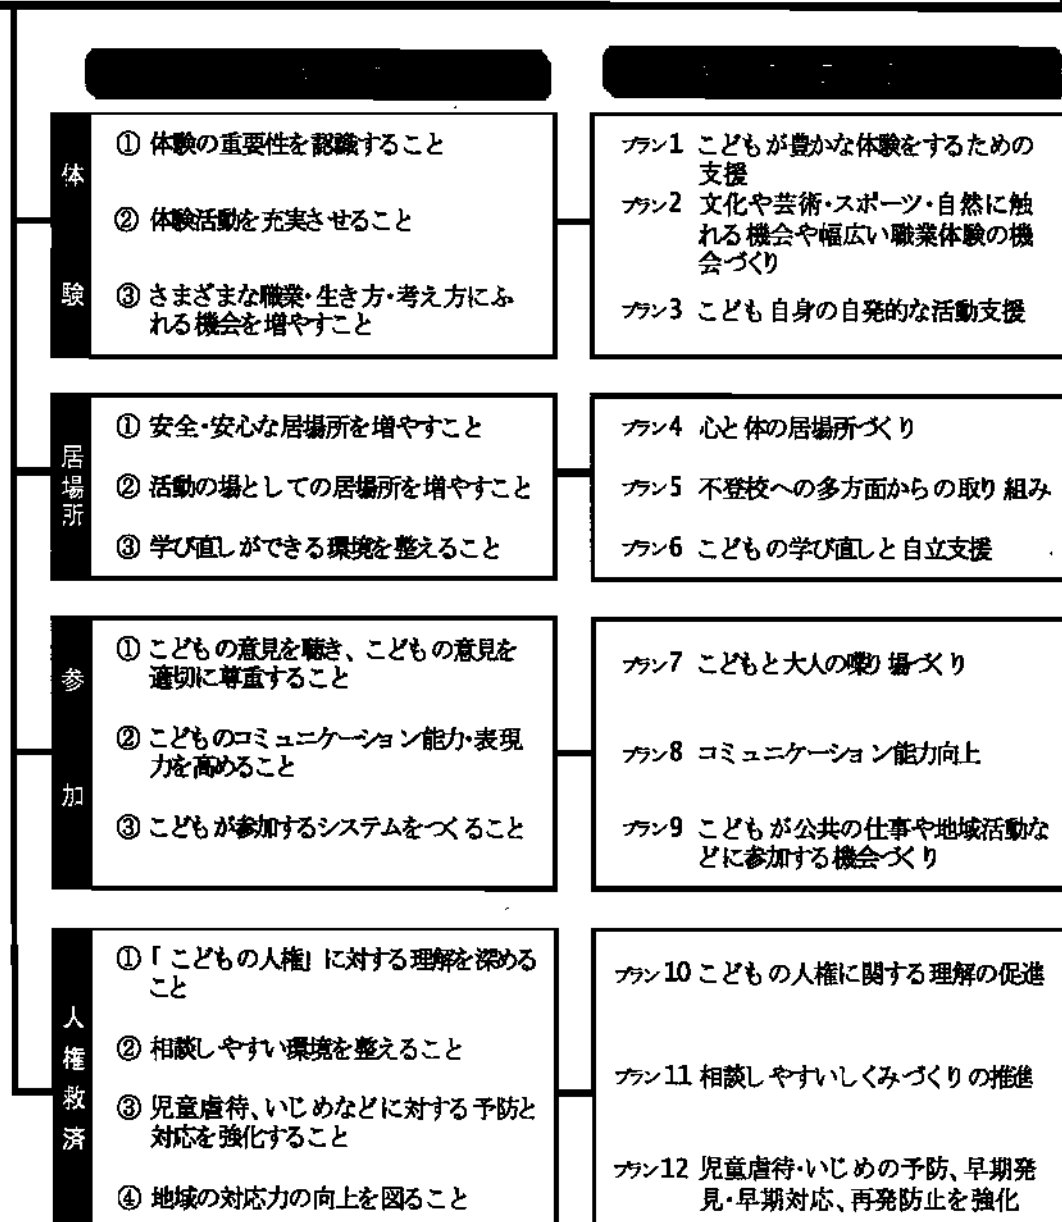 体験
① 体験の重要性を認識すること
② 体験活動を充実させること
③ さまざまな職業・生き方・考え方にふ
れる機会を増やすこと
プラン1 こどもが豊かな体験をするための
支援
プラン2 文化や芸術・スポーツ・自然に触
れる機会や幅広い職業体験の機
会づくり
プラン3 こども自身の自発的な活動支援
居場所
① 安全・安心な居場所を増やすこと
② 活動の場としての居場所を増やすこと
③ 学び直しができる環境を整えること
プラン4 心と体の居場所づくり
プラン5 不登校への多方面からの取り組み
プラン6 こどもの学び直しと自立支援
参加
① こどもの意見を聴き、こどもの意見を
適切に尊重すること
② こどものコミュニケーション能力・表現
力を高めること
③ こどもが参加するシステムをつくること
プラン7 こどもと大人の喋り場づくり
プラン8 コミュニケーション能力向上
プラン9 こどもが公共の仕事や地域活動な
どに参加する機会づくり
人権救済
①「こどもの人権」に対する理解を深める
こと
② 相談しやすい環境を整えること
③ 児童虐待、いじめなどに対する予防と
対応を強化すること
④ 地域の対応力の向上を図ること
プラン10 こどもの人権に関する理解の促進
プラン11 相談しやすいしくみづくりの推進
プラン12 児童虐待・いじめの予防、早期発
見・早期対応、再発防止を強化